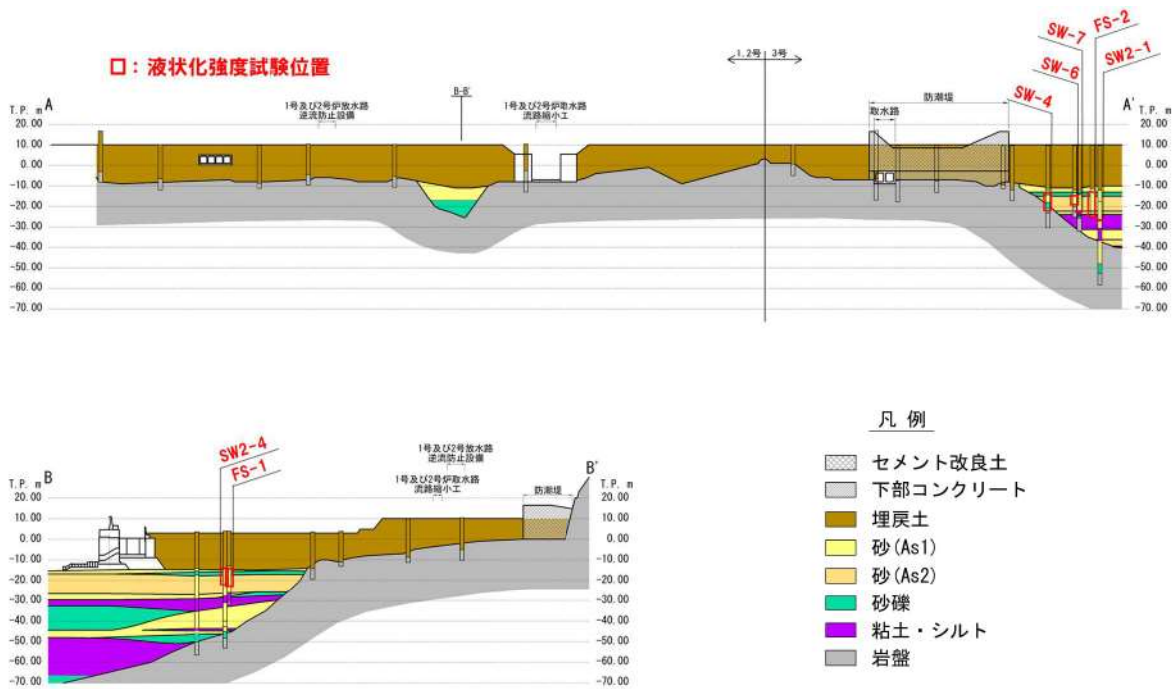 FS-2
SW-7
SW2-1
SW-6
SW-4
□：液状化強度試験位置
1,2号 3号
B-B'
1号及び2号炉放水路
逆流防止設備
1号及び2号炉取水路
流路縮小工
防潮堤
取水路
T.P. m A
A' T.P. m
20.00 20.00
10.00 10.00
0.00 0.00
-10.00 -10.00
-20.00 -20.00
-30.00 -30.00
-40.00 -40.00
-50.00 -50.00
-60.00 -60.00
-70.00 -70.00
SW2-4
FS-1
1号及び2号放水路
逆流防止設備
1号及び2号炉取水路
流路縮小工
防潮堤
T.P. m B
B' T.P. m
20.00 20.00
10.00 10.00
0.00 0.00
-10.00 -10.00
-20.00 -20.00
-30.00 -30.00
-40.00 -40.00
-50.00 -50.00
-60.00 -60.00
-70.00 -70.00
凡 例
セメント改良土
下部コンクリート
埋戻土
砂(As1)
砂(As2)
砂礫
粘土・シルト
岩盤